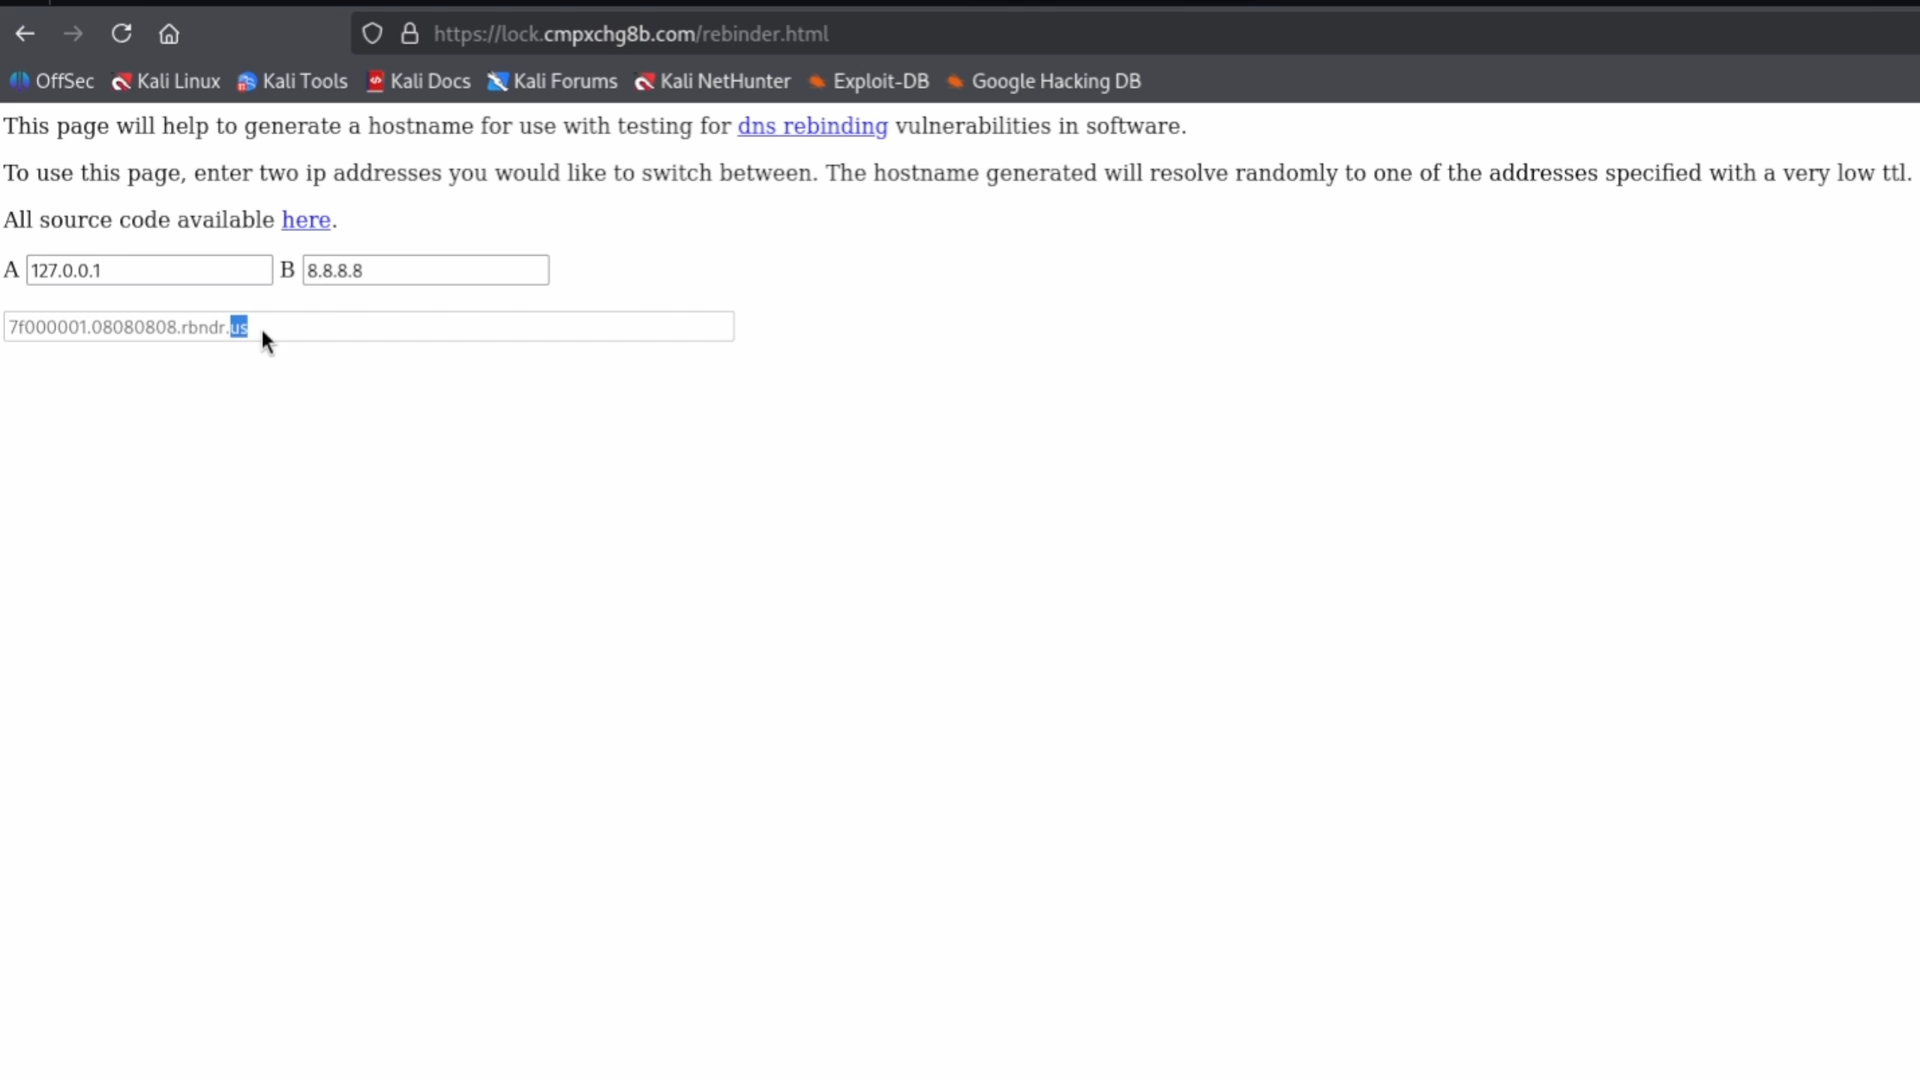 https://lock.cmpxchg8b.com/rebinder.html
OffSec Kali Linux Kali Tools Kali Docs Kali Forums Kali NetHunter Exploit-DB Google Hacking DB
This page will help to generate a hostname for use with testing for dns rebinding vulnerabilities in software.
To use this page, enter two ip addresses you would like to switch between. The hostname generated will resolve randomly to one of the addresses specified with a very low ttl.
All source code available here.
A 127.0.0.1 B 8.8.8.8
7f000001.08080808.rbndr.us